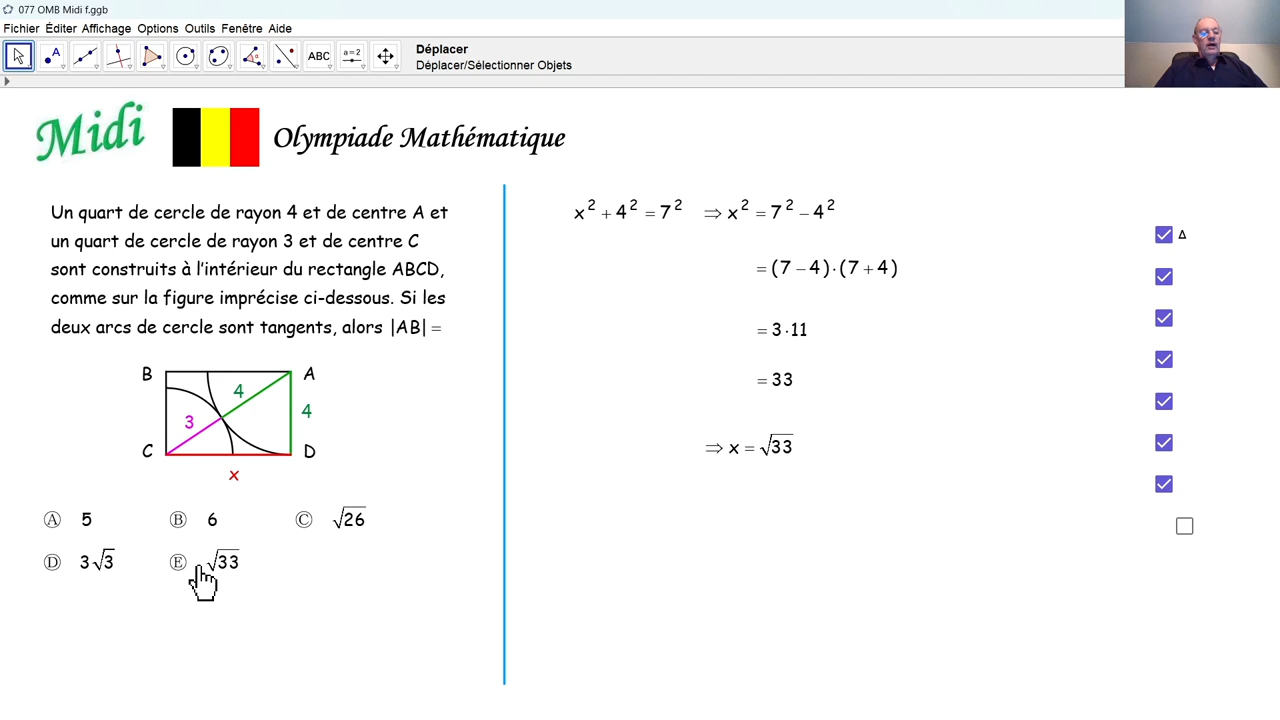 077 OMB Midi f.ggb
Fichier Éditer Affichage Options Outils Fenêtre Aide
A ABC a=2 Déplacer
Déplacer/Sélectionner Objets
Midi Olympiade Mathématique
Un quart de cercle de rayon 4 et de centre A et
un quart de cercle de rayon 3 et de centre C
sont construits à l'intérieur du rectangle ABCD,
comme sur la figure imprécise ci-dessous. Si les
deux arcs de cercle sont tangents, alors |AB| =
B A
4
4
3
C D
x
Ⓐ 5 Ⓑ 6 Ⓒ √26
Ⓓ 3√3 Ⓔ √33
x² + 4² = 7² ⇒ x² = 7² − 4²
= (7 − 4)·(7 + 4)
= 3·11
= 33
⇒ x = √33
Δ